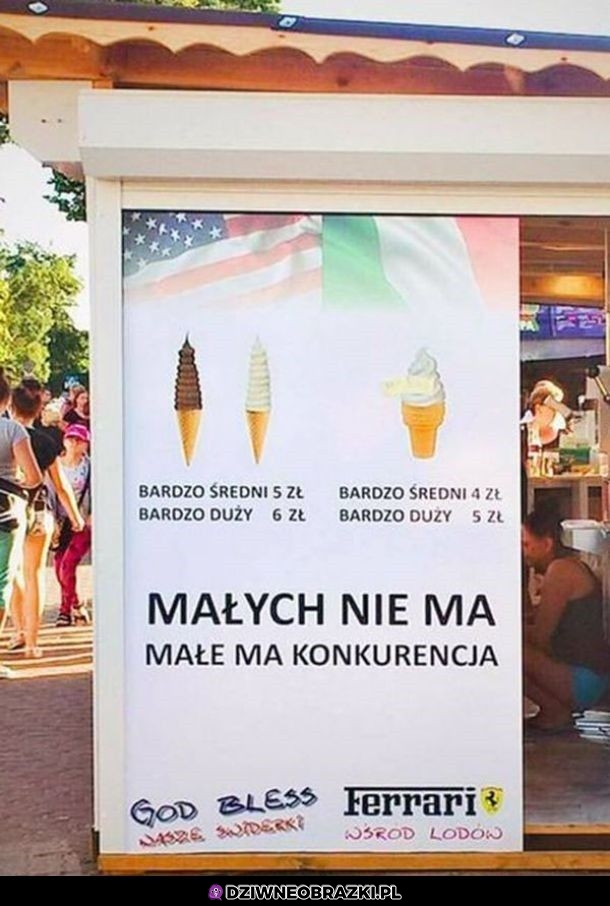 BARDZO ŚREDNI 5 ZŁ
BARDZO DUŻY 6 ZŁ
BARDZO ŚREDNI 4 ZŁ
BARDZO DUŻY 5 ZŁ
MAŁYCH NIE MA
MAŁE MA KONKURENCJA
GOD BLESS
NASZE ŚWIDERKI
Ferrari
WŚROD LODÓW
DZIWNEOBRAZKI.PL